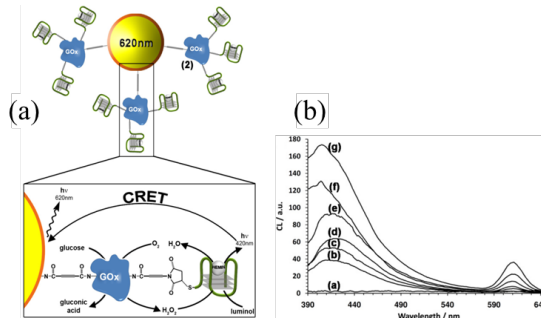 (a)
620nm
GOx
GOx
(2)
GOx
hν
620nm
CRET
hν
420nm
glucose
O₂
H₂O
HEMIN
N
N
GOx
N
N
O
O
O
O
O
O
S
gluconic
acid
H₂O₂
luminol
(b)
CL / a.u.
180
160
140
120
100
80
60
40
20
0
(g)
(f)
(e)
(d)
(c)
(b)
(a)
390
440
490
540
590
64
Wavelength / nm